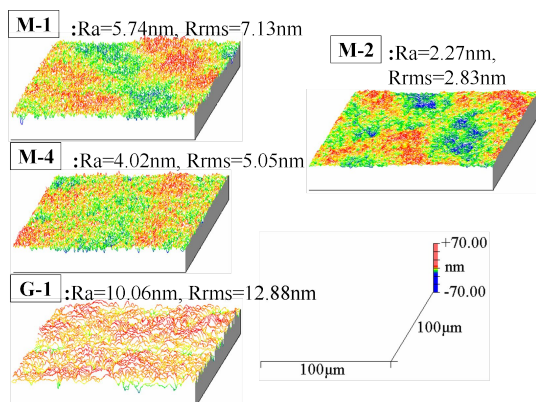 M-1 :Ra=5.74nm, Rrms=7.13nm
M-2 :Ra=2.27nm,
Rrms=2.83nm
M-4 :Ra=4.02nm, Rrms=5.05nm
G-1 :Ra=10.06nm, Rrms=12.88nm
+70.00
nm
-70.00
100μm
100μm